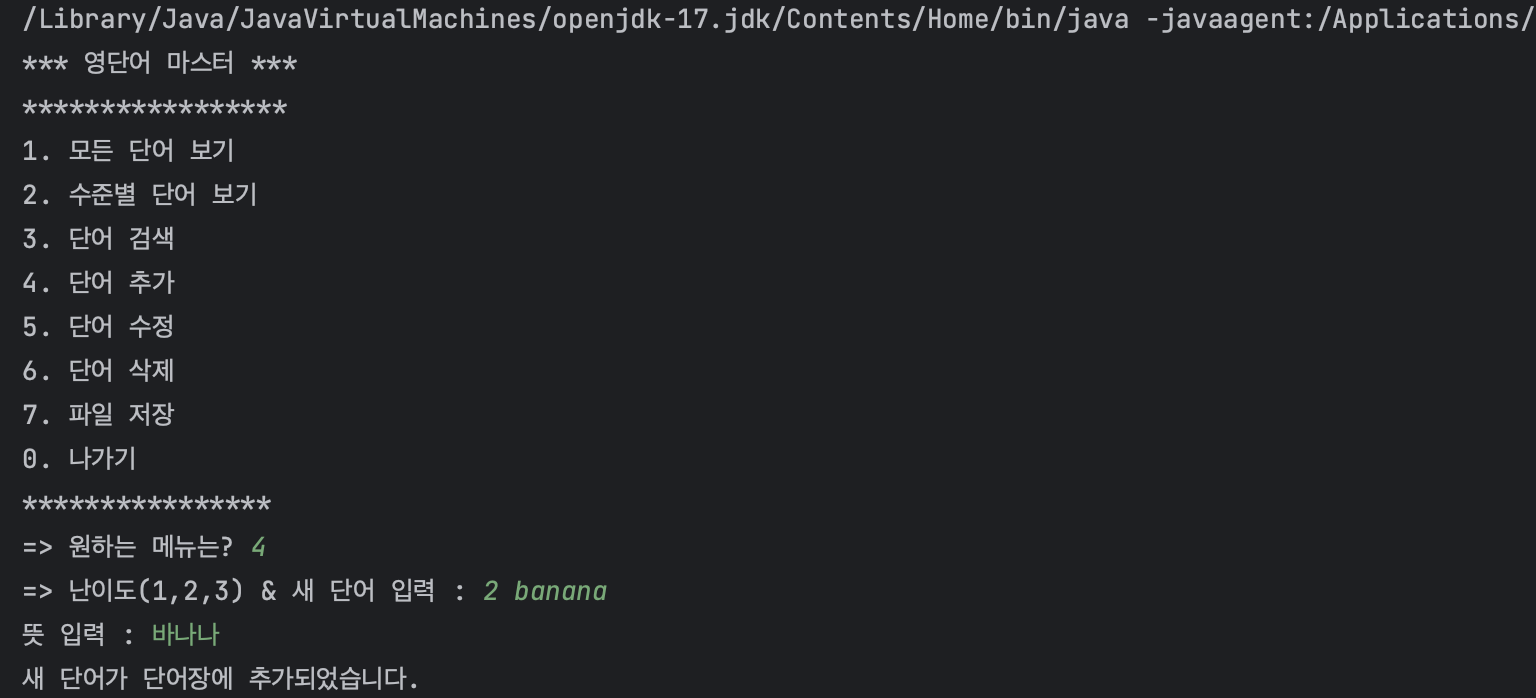 /Library/Java/JavaVirtualMachines/openjdk-17.jdk/Contents/Home/bin/java -javaagent:/Applications/
*** 영단어 마스터 ***
*****************
1. 모든 단어 보기
2. 수준별 단어 보기
3. 단어 검색
4. 단어 추가
5. 단어 수정
6. 단어 삭제
7. 파일 저장
0. 나가기
****************
=> 원하는 메뉴는? 4
=> 난이도(1,2,3) & 새 단어 입력 : 2 banana
뜻 입력 : 바나나
새 단어가 단어장에 추가되었습니다.